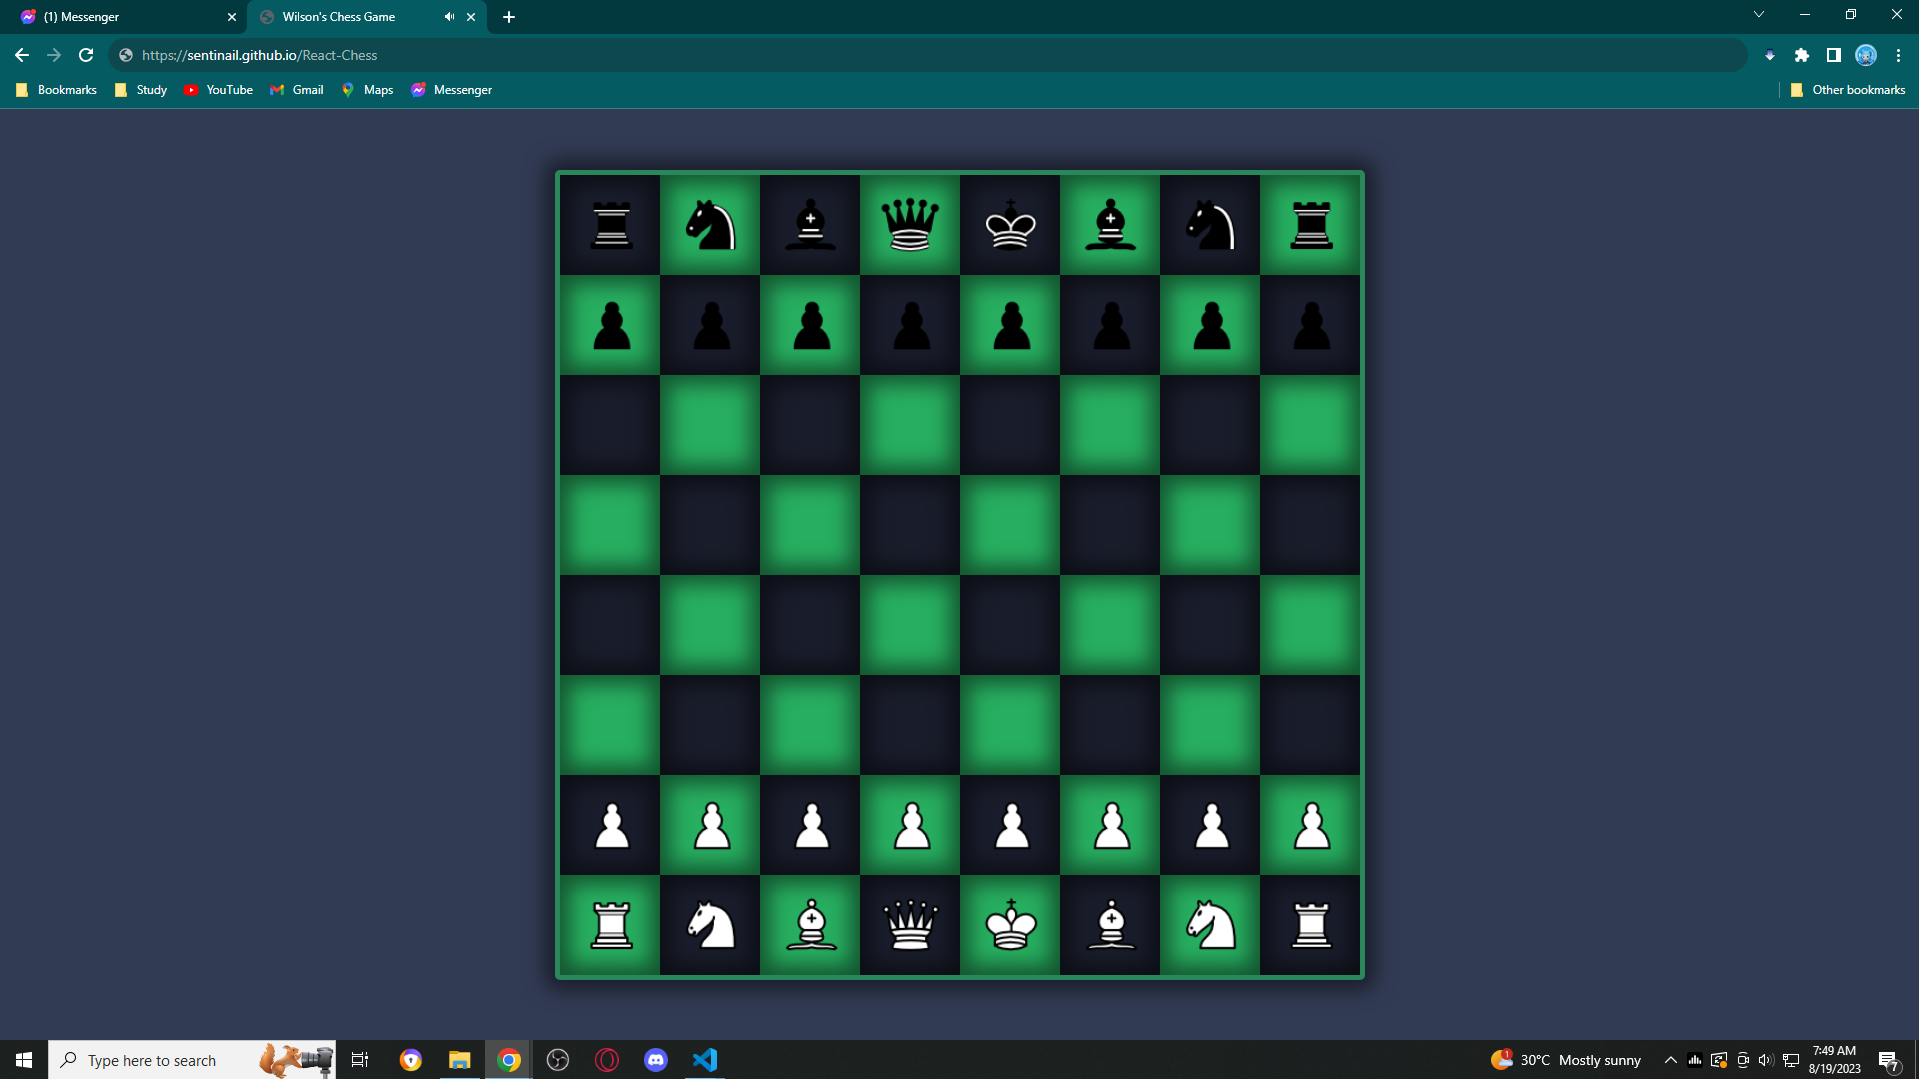 (1) Messenger
Wilson's Chess Game
https://sentinail.github.io/React-Chess
Bookmarks
Study
YouTube
Gmail
Maps
Messenger
Other bookmarks
Type here to search
1
30°C Mostly sunny
7:49 AM
8/19/2023
7